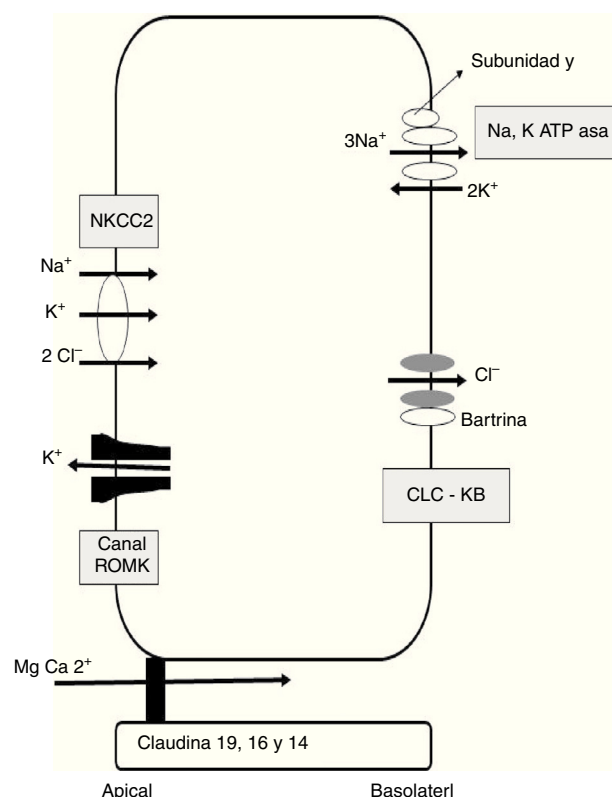 Subunidad y
Na, K ATP asa
3Na⁺
2K⁺
NKCC2
Na⁺
K⁺
2 Cl⁻
Cl⁻
Bartrina
K⁺
CLC - KB
Canal
ROMK
Mg Ca 2⁺
Claudina 19, 16 y 14
Apical
Basolaterl